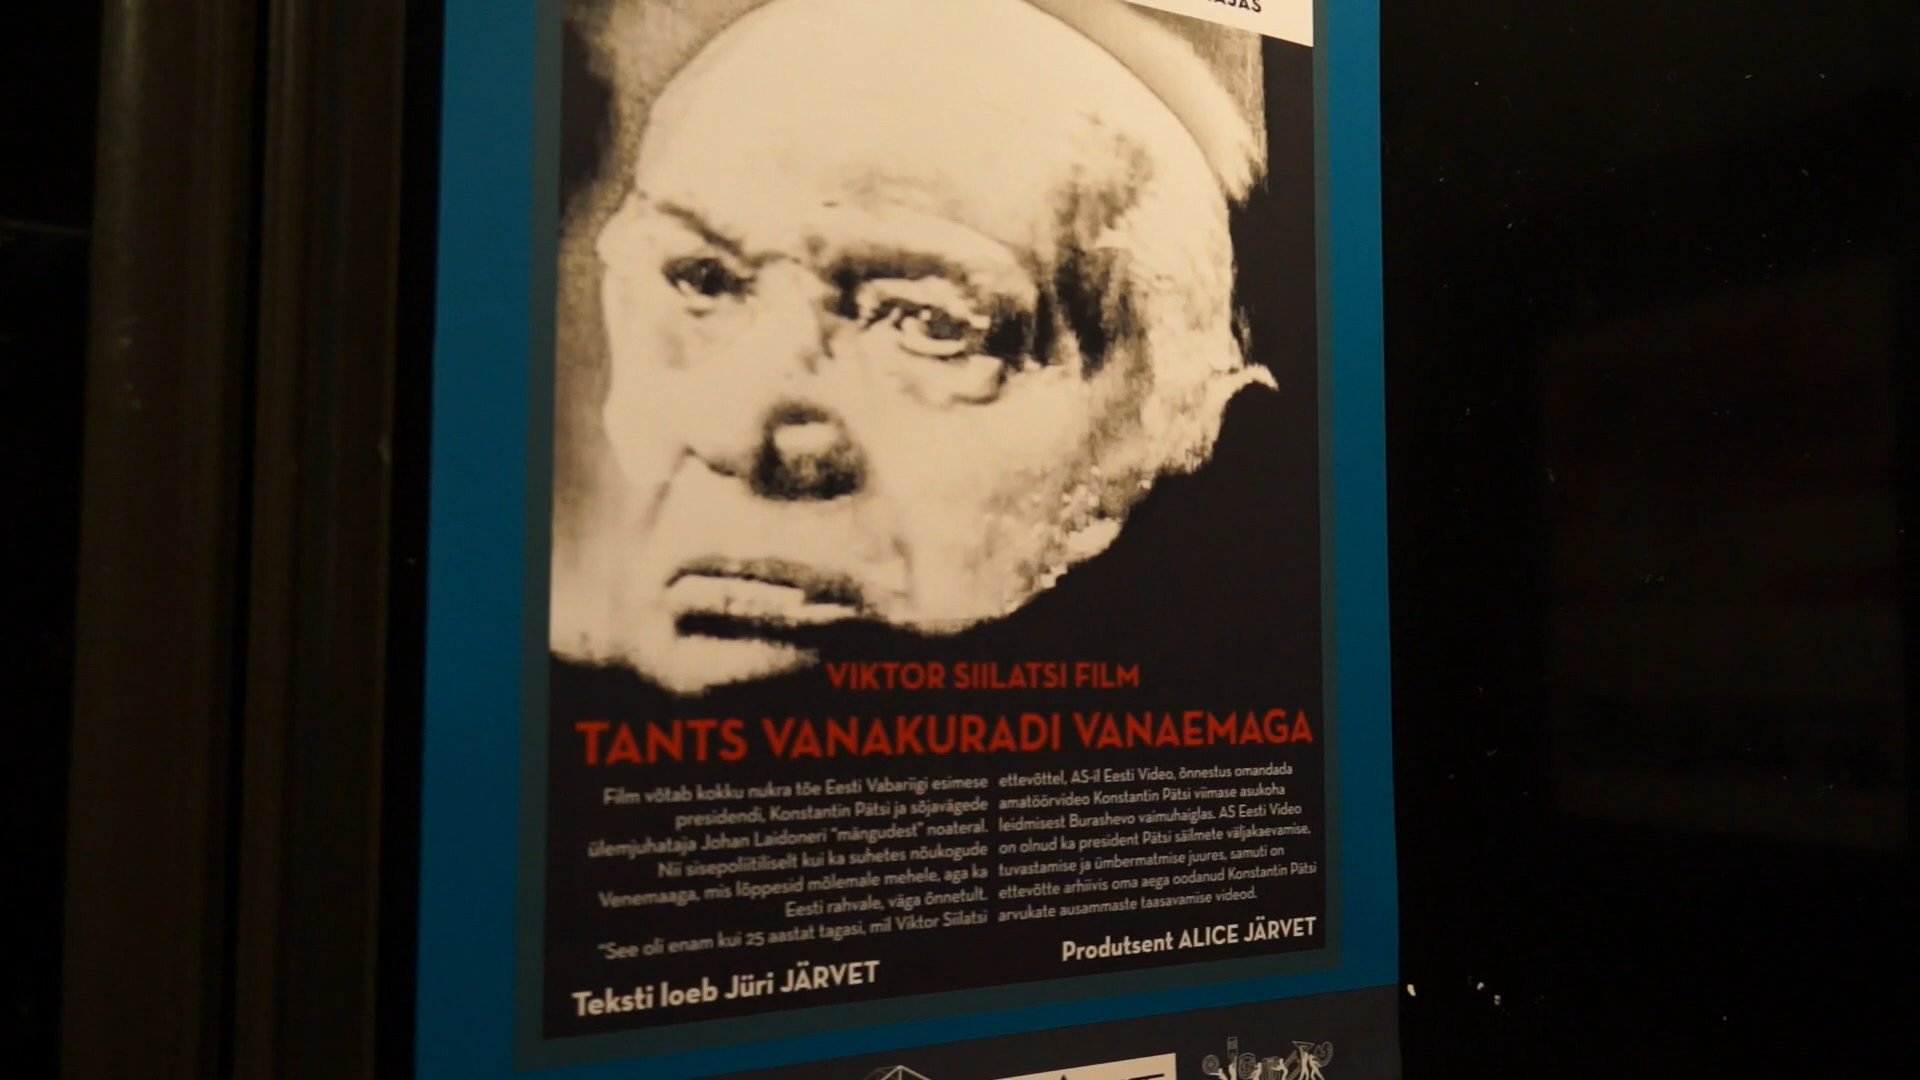 VIKTOR SIILATSI FILM
TANTS VANAKURADI VANAEMAGA
Film võtab kokku nukra tõe Eesti Vabariigi esimese
presidendi, Konstantin Pätsi ja sõjavägede
ülemjuhataja Johan Laidoneri "mängudest" noateral.
Nii sisepoliitiliselt kui ka suhetes nõukogude
Venemaaga, mis lõppesid mõlemale mehele, aga ka
Eesti rahvale, väga õnnetult.
"See oli enam kui 25 aastat tagasi, mil Viktor Siilatsi
ettevõttel, AS-il Eesti Video, õnnestus omandada
amatöörvideo Konstantin Pätsi viimase asukoha
leidmisest Burashevo vaimuhaiglas. AS Eesti Video
on olnud ka president Pätsi säilmete väljakaevamise,
tuvastamise ja ümbermatmise juures, samuti on
ettevõtte arhiivis oma aega oodanud Konstantin Pätsi
arvukate ausammaste taasavamise videod.
Teksti loeb Jüri JÄRVET
Produtsent ALICE JÄRVET